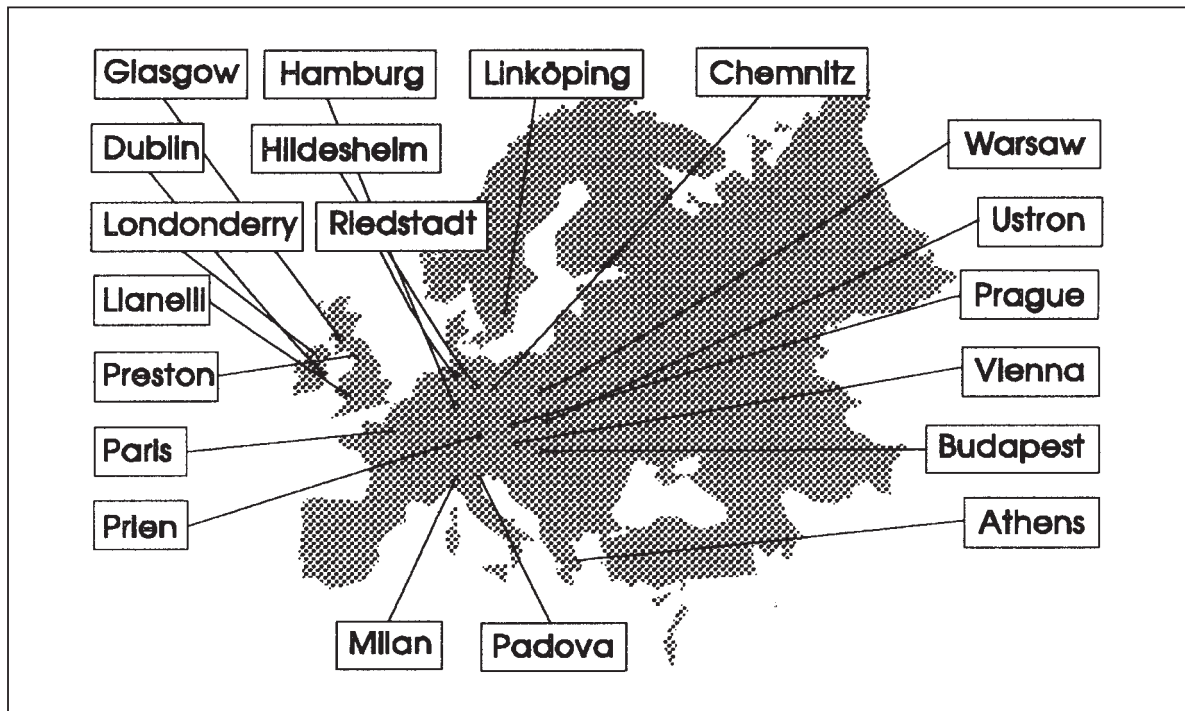 Glasgow
Hamburg
Linköping
Chemnitz
Dublin
Hildesheim
Warsaw
Londonderry
Riedstadt
Ustron
Llanelli
Prague
Preston
Vienna
Paris
Budapest
Prien
Athens
Milan
Padova